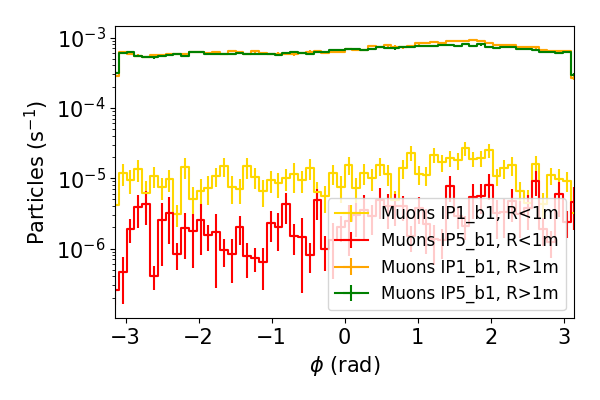 Particles (s⁻¹)
10⁻³
10⁻⁴
10⁻⁵
10⁻⁶
Muons IP1_b1, R<1m
Muons IP5_b1, R<1m
Muons IP1_b1, R>1m
Muons IP5_b1, R>1m
−3 −2 −1 0 1 2 3
ϕ (rad)